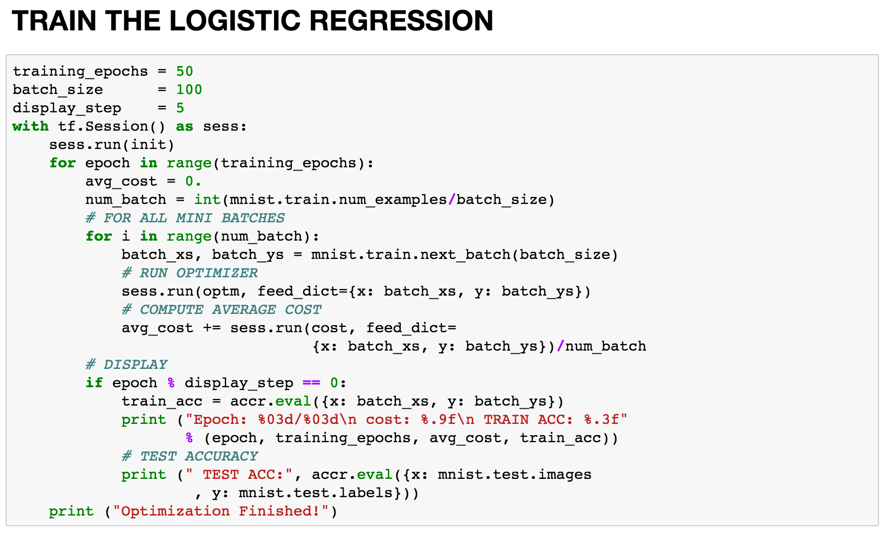 TRAIN THE LOGISTIC REGRESSION
training_epochs = 50
batch_size      = 100
display_step    = 5
with tf.Session() as sess:
    sess.run(init)
    for epoch in range(training_epochs):
        avg_cost = 0.
        num_batch = int(mnist.train.num_examples/batch_size)
        # FOR ALL MINI BATCHES
        for i in range(num_batch):
            batch_xs, batch_ys = mnist.train.next_batch(batch_size)
            # RUN OPTIMIZER
            sess.run(optm, feed_dict={x: batch_xs, y: batch_ys})
            # COMPUTE AVERAGE COST
            avg_cost += sess.run(cost, feed_dict=
                                 {x: batch_xs, y: batch_ys})/num_batch
        # DISPLAY
        if epoch % display_step == 0:
            train_acc = accr.eval({x: batch_xs, y: batch_ys})
            print ("Epoch: %03d/%03d\n cost: %.9f\n TRAIN ACC: %.3f"
                   % (epoch, training_epochs, avg_cost, train_acc))
            # TEST ACCURACY
            print (" TEST ACC:", accr.eval({x: mnist.test.images
                    , y: mnist.test.labels}))
    print ("Optimization Finished!")